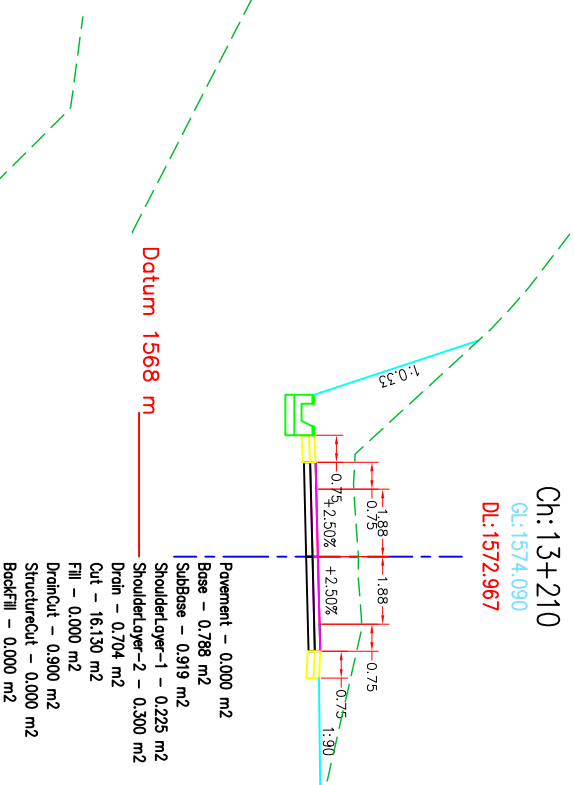 Ch: 13+210
GL: 1574.090
DL: 1572.967
1:0.33
0.75
0.75
1.88
1.88
0.75
0.75
+2.50%
+2.50%
1:90
Datum 1568 m
Pavement - 0.000 m2
Base - 0.788 m2
SubBase - 0.919 m2
ShoulderLayer-1 - 0.225 m2
ShoulderLayer-2 - 0.300 m2
Drain - 0.704 m2
Cut - 16.130 m2
Fill - 0.000 m2
DrainCut - 0.900 m2
StructureCut - 0.000 m2
BackFill - 0.000 m2